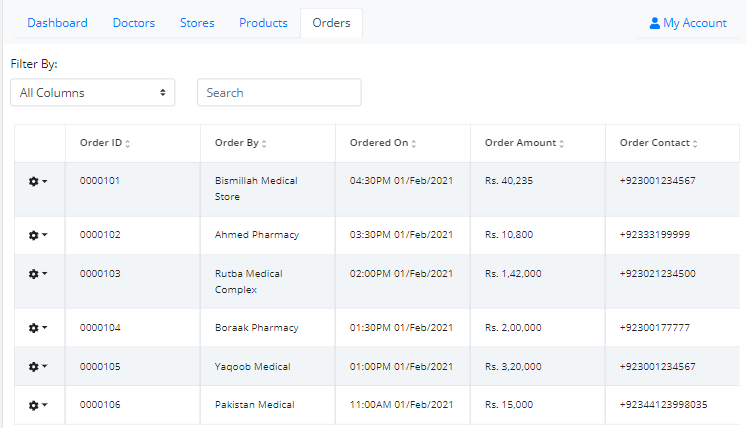 Dashboard Doctors Stores Products Orders My Account
Filter By:
All Columns Search
Order ID Order By Ordered On Order Amount Order Contact
0000101 Bismillah Medical 04:30PM 01/Feb/2021 Rs. 40,235 +923001234567
Store
0000102 Ahmed Pharmacy 03:30PM 01/Feb/2021 Rs. 10,800 +92333199999
0000103 Rutba Medical 02:00PM 01/Feb/2021 Rs. 1,42,000 +923021234500
Complex
0000104 Boraak Pharmacy 01:30PM 01/Feb/2021 Rs. 2,00,000 +92300177777
0000105 Yaqoob Medical 01:00PM 01/Feb/2021 Rs. 3,20,000 +923001234567
0000106 Pakistan Medical 11:00AM 01/Feb/2021 Rs. 15,000 +92344123998035